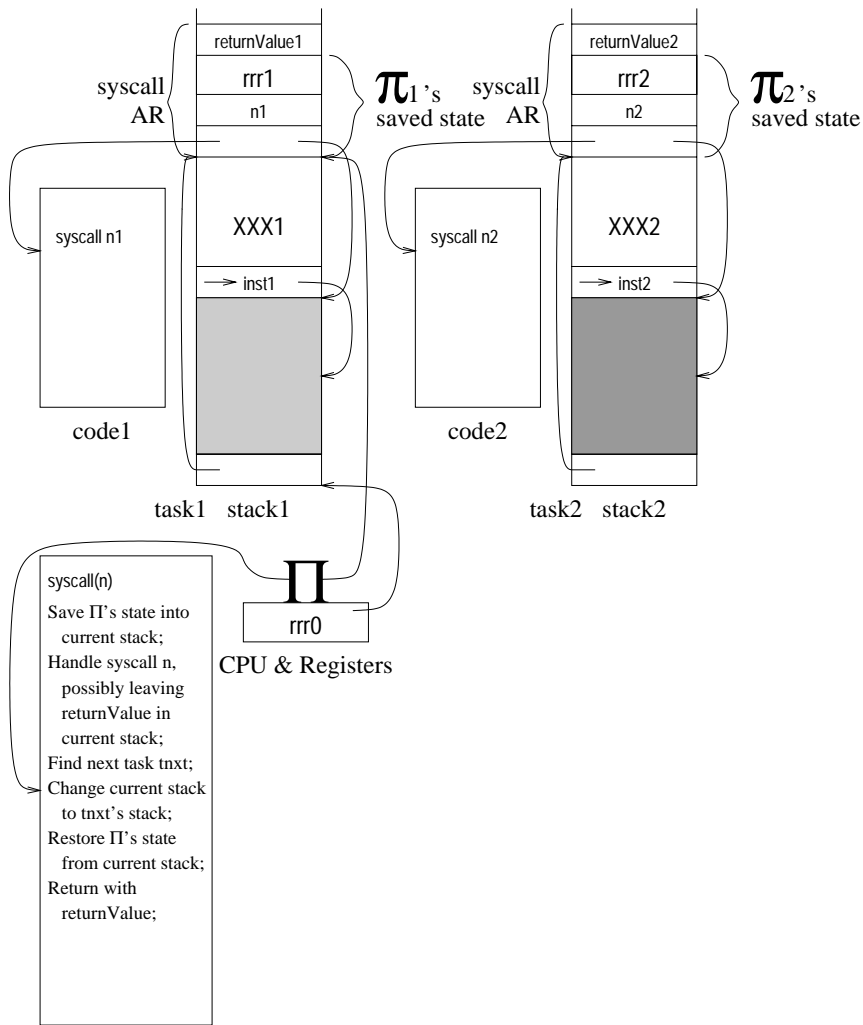 returnValue1
syscall
AR
rrr1
π1's
saved state
n1
syscall n1
XXX1
inst1
code1
task1 stack1
returnValue2
syscall
AR
rrr2
π2's
saved state
n2
syscall n2
XXX2
inst2
code2
task2 stack2
Π
rrr0
CPU & Registers
syscall(n)
Save Π's state into
current stack;
Handle syscall n,
possibly leaving
returnValue in
current stack;
Find next task tnxt;
Change current stack
to tnxt's stack;
Restore Π's state
from current stack;
Return with
returnValue;